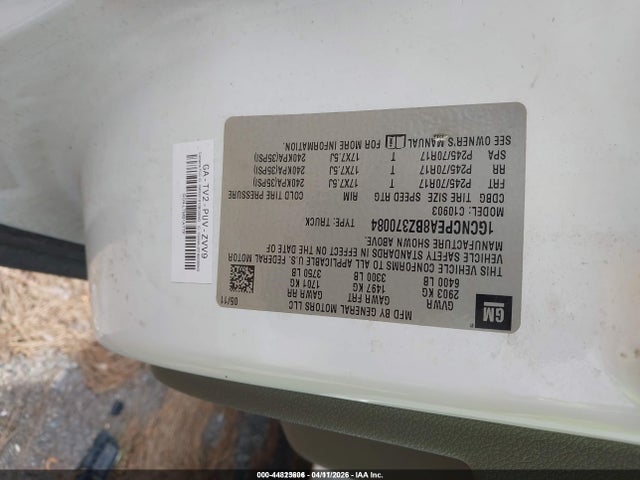 GM
MFD BY GENERAL MOTORS LLC
05/11
GVWR GAWR FRT GAWR RR
2903 KG 1497 KG 1701 KG
6400 LB 3300 LB 3750 LB
THIS VEHICLE CONFORMS TO ALL APPLICABLE U.S. FEDERAL MOTOR
VEHICLE SAFETY STANDARDS IN EFFECT ON THE DATE OF
MANUFACTURE SHOWN ABOVE.
1GCNCPEA8BZ370084 TYPE: TRUCK
MODEL: C10903
CDBG TIRE SIZE SPEED RTG RIM COLD TIRE PRESSURE
FRT P245/70R17 T 17X7.5J 240KPA(35PSI)
RR P245/70R17 T 17X7.5J 240KPA(35PSI)
SPA P245/70R17 T 17X7.5J 240KPA(35PSI)
SEE OWNER'S MANUAL FOR MORE INFORMATION.
GA-TV2-PUV-ZVV9
000-44825806 - 04/11/2026 - IAAI, Inc.